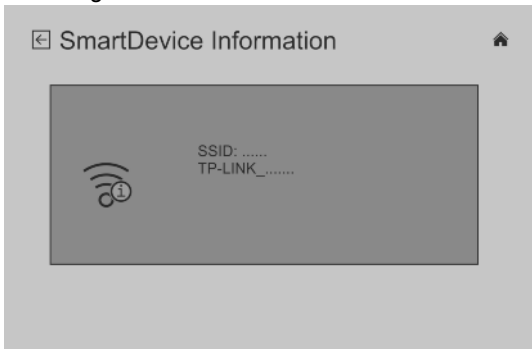 SmartDevice Information
SSID: ......
TP-LINK_.......